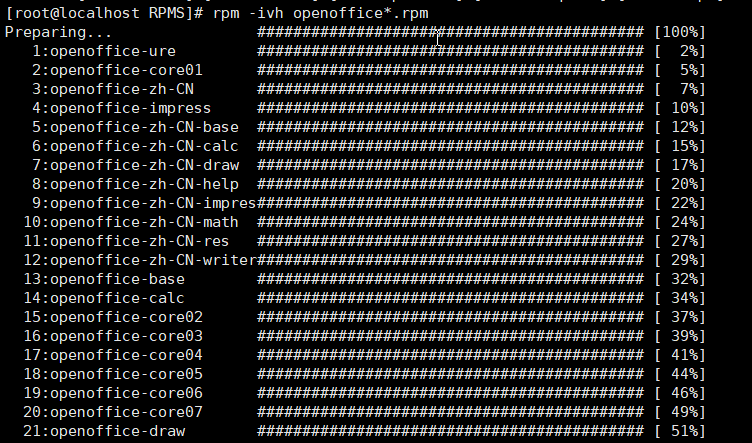 [root@localhost RPMS]# rpm -ivh openoffice*.rpm
Preparing... ########################################### [100%]
1:openoffice-ure ########################################### [ 2%]
2:openoffice-core01 ########################################### [ 5%]
3:openoffice-zh-CN ########################################### [ 7%]
4:openoffice-impress ########################################### [ 10%]
5:openoffice-zh-CN-base ########################################### [ 12%]
6:openoffice-zh-CN-calc ########################################### [ 15%]
7:openoffice-zh-CN-draw ########################################### [ 17%]
8:openoffice-zh-CN-help ########################################### [ 20%]
9:openoffice-zh-CN-impres########################################### [ 22%]
10:openoffice-zh-CN-math ########################################### [ 24%]
11:openoffice-zh-CN-res ########################################### [ 27%]
12:openoffice-zh-CN-writer########################################### [ 29%]
13:openoffice-base ########################################### [ 32%]
14:openoffice-calc ########################################### [ 34%]
15:openoffice-core02 ########################################### [ 37%]
16:openoffice-core03 ########################################### [ 39%]
17:openoffice-core04 ########################################### [ 41%]
18:openoffice-core05 ########################################### [ 44%]
19:openoffice-core06 ########################################### [ 46%]
20:openoffice-core07 ########################################### [ 49%]
21:openoffice-draw ########################################### [ 51%]